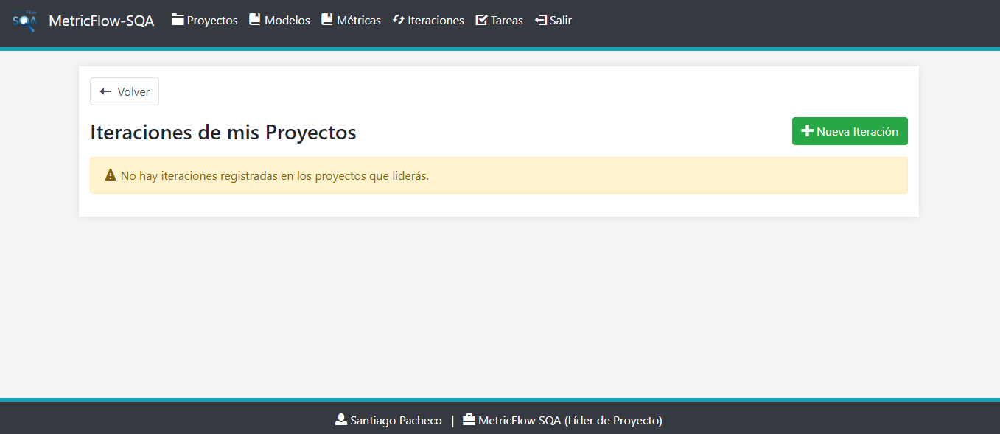 Flow
SQA
MetricFlow-SQA Proyectos Modelos Métricas Iteraciones Tareas Salir
Volver
Iteraciones de mis Proyectos
Nueva Iteración
No hay iteraciones registradas en los proyectos que liderás.
Santiago Pacheco | MetricFlow SQA (Líder de Proyecto)